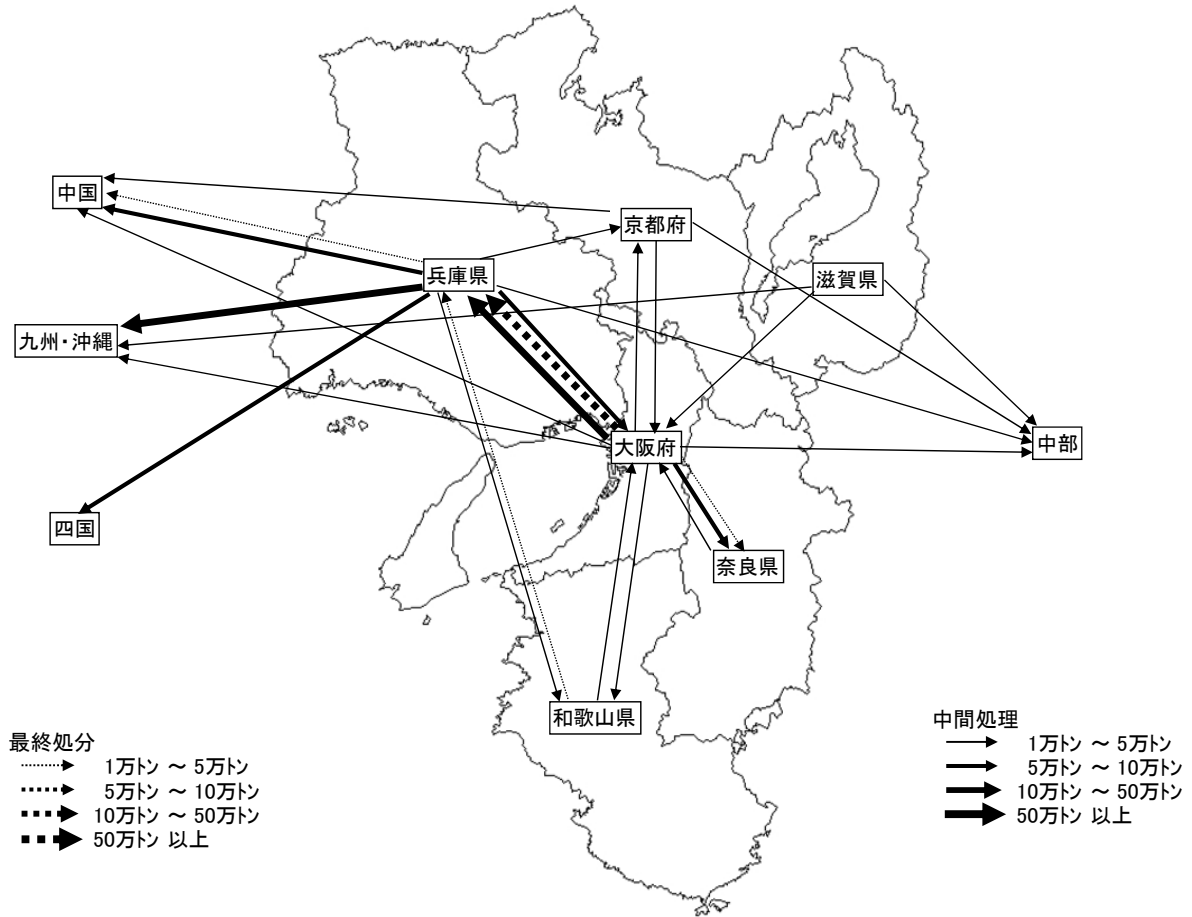 中国
京都府
兵庫県
滋賀県
九州・沖縄
大阪府
中部
四国
奈良県
和歌山県
最終処分
1万ﾄﾝ ～ 5万ﾄﾝ
5万ﾄﾝ ～ 10万ﾄﾝ
10万ﾄﾝ ～ 50万ﾄﾝ
50万ﾄﾝ 以上
中間処理
1万ﾄﾝ ～ 5万ﾄﾝ
5万ﾄﾝ ～ 10万ﾄﾝ
10万ﾄﾝ ～ 50万ﾄﾝ
50万ﾄﾝ 以上